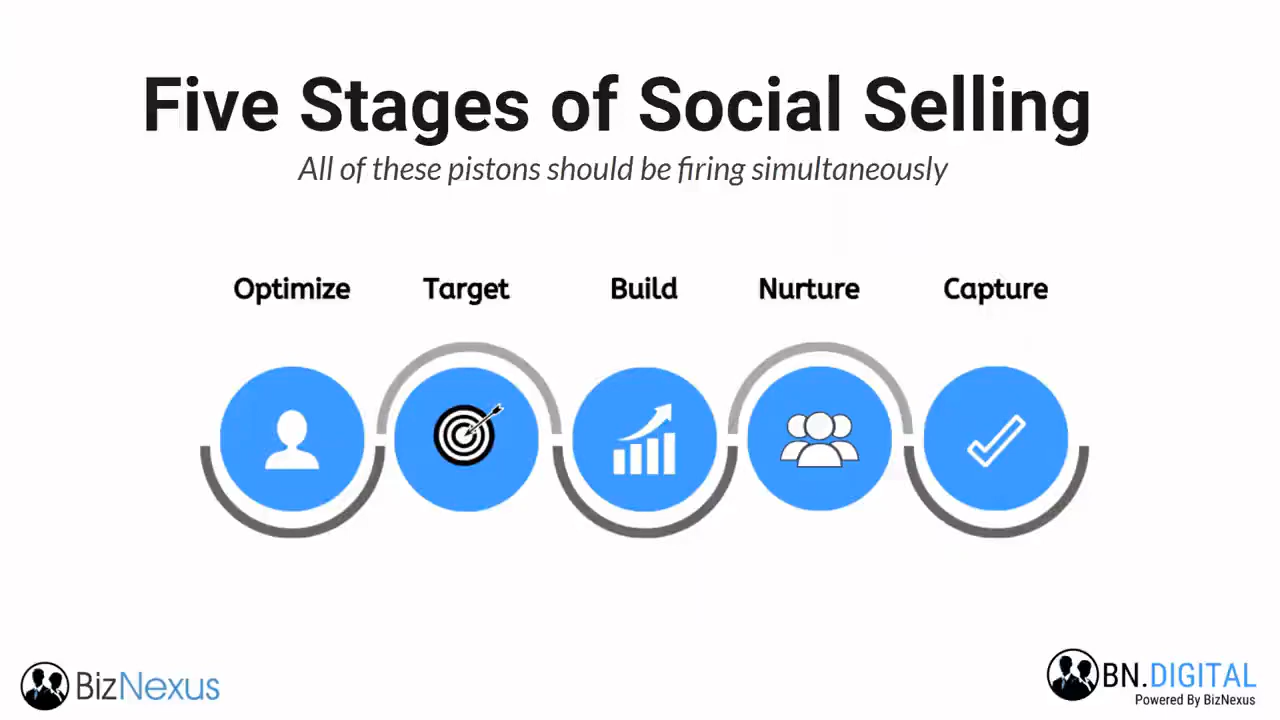 Five Stages of Social Selling
All of these pistons should be firing simultaneously
Optimize Target Build Nurture Capture
BizNexus
BN.DIGITAL
Powered By BizNexus